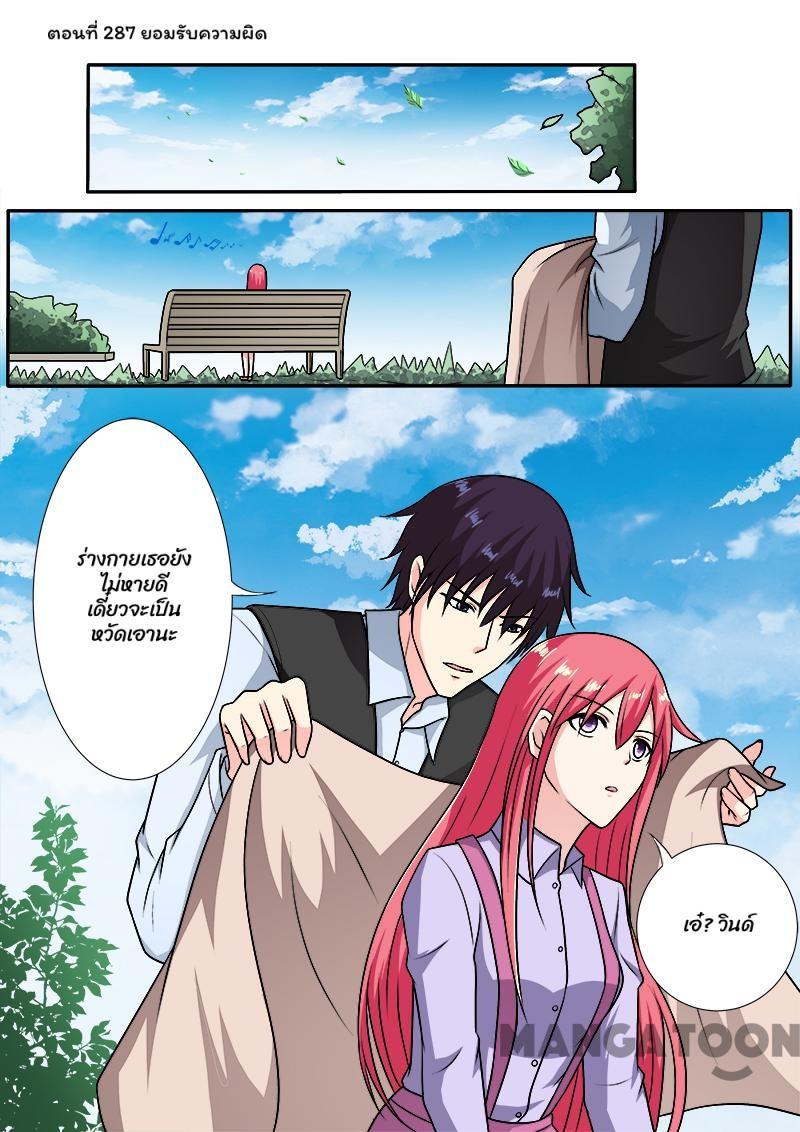 ตอนที่ 287 ยอมรับความผิด
ร่างกายเธอยัง
ไม่หายดี
เดี๋ยวจะเป็น
หวัดเอานะ
เอ๋? วินด์
MANGATOON